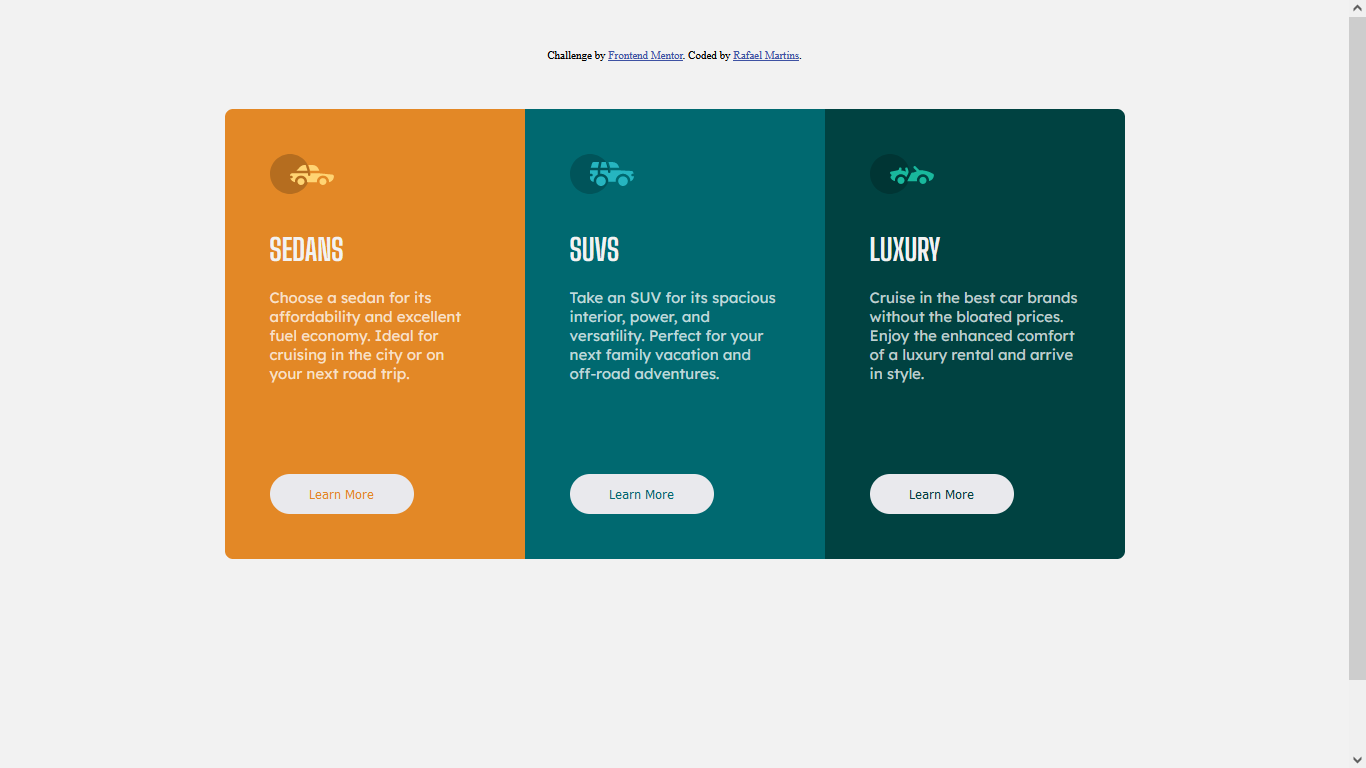 Challenge by Frontend Mentor. Coded by Rafael Martins.
SEDANS
Choose a sedan for its
affordability and excellent
fuel economy. Ideal for
cruising in the city or on
your next road trip.
Learn More
SUVS
Take an SUV for its spacious
interior, power, and
versatility. Perfect for your
next family vacation and
off-road adventures.
Learn More
LUXURY
Cruise in the best car brands
without the bloated prices.
Enjoy the enhanced comfort
of a luxury rental and arrive
in style.
Learn More